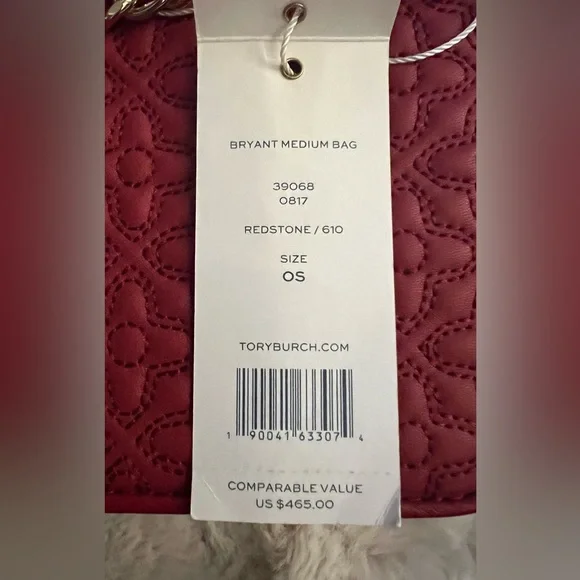 BRYANT MEDIUM BAG
39068
0817
REDSTONE / 610
SIZE
OS
TORYBURCH.COM
1 90041 63307 4
COMPARABLE VALUE
US $465.00